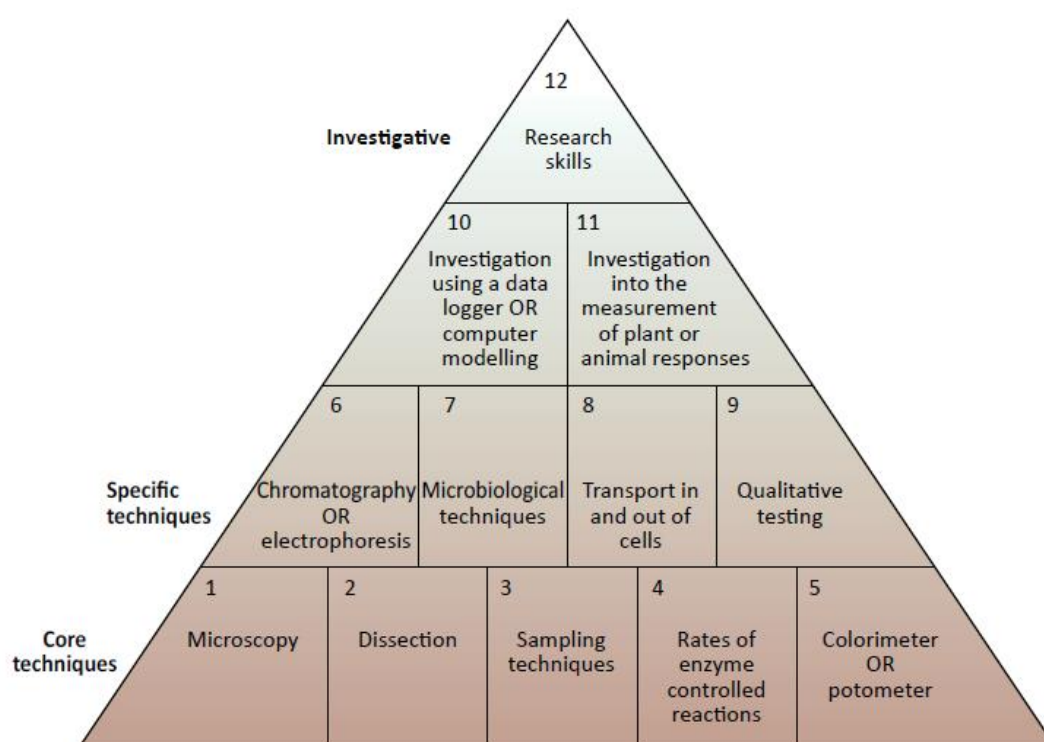 12
Investigative
Research
skills
10
Investigation
using a data
logger OR
computer
modelling
11
Investigation
into the
measurement
of plant or
animal responses
Specific
techniques
6
Chromatography
OR
electrophoresis
7
Microbiological
techniques
8
Transport in
and out of
cells
9
Qualitative
testing
Core
techniques
1
Microscopy
2
Dissection
3
Sampling
techniques
4
Rates of
enzyme
controlled
reactions
5
Colorimeter
OR
potometer